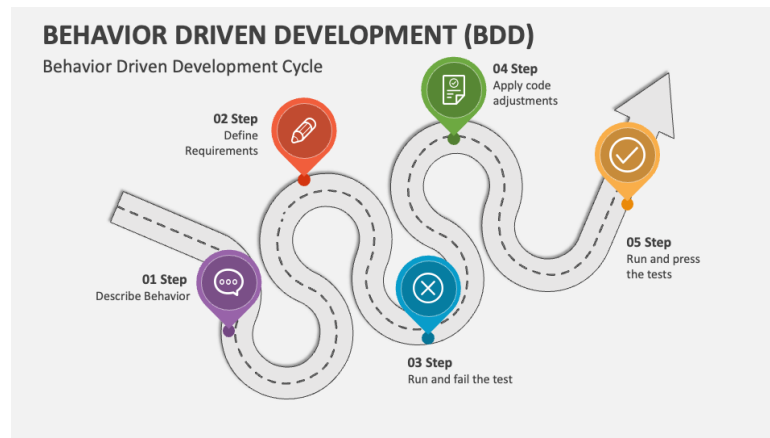 BEHAVIOR DRIVEN DEVELOPMENT (BDD)
Behavior Driven Development Cycle
01 Step
Describe Behavior
02 Step
Define
Requirements
03 Step
Run and fail the test
04 Step
Apply code
adjustments
05 Step
Run and press
the tests